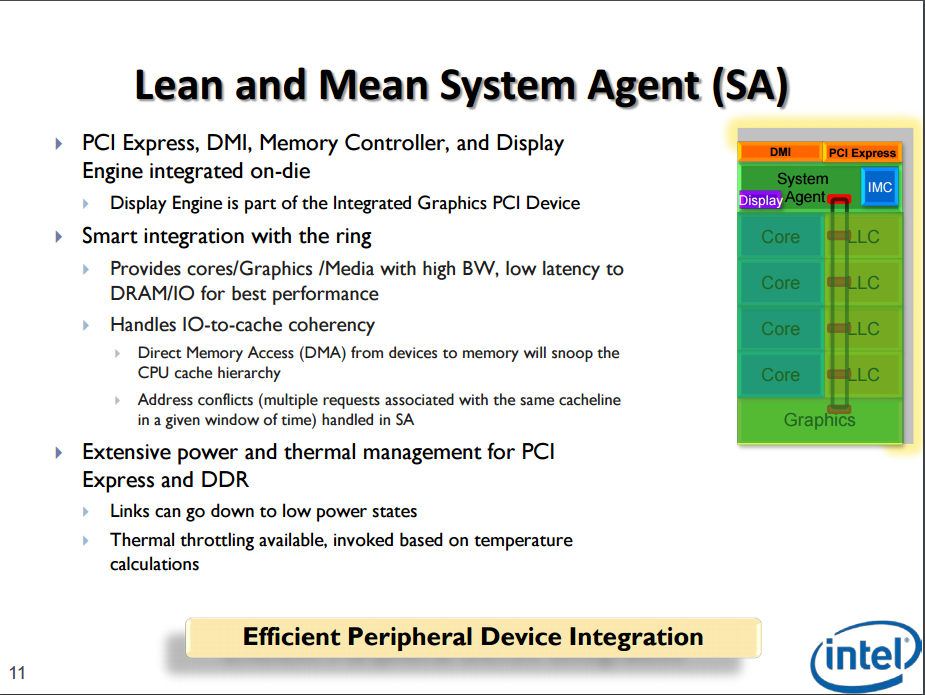 Lean and Mean System Agent (SA)
PCI Express, DMI, Memory Controller, and Display
Engine integrated on-die
Display Engine is part of the Integrated Graphics PCI Device
Smart integration with the ring
Provides cores/Graphics /Media with high BW, low latency to
DRAM/IO for best performance
Handles IO-to-cache coherency
Direct Memory Access (DMA) from devices to memory will snoop the
CPU cache hierarchy
Address conflicts (multiple requests associated with the same cacheline
in a given window of time) handled in SA
Extensive power and thermal management for PCI
Express and DDR
Links can go down to low power states
Thermal throttling available, invoked based on temperature
calculations
DMI PCI Express
System
Agent
IMC
Display
Core LLC
Core LLC
Core LLC
Core LLC
Graphics
Efficient Peripheral Device Integration
intel®
11